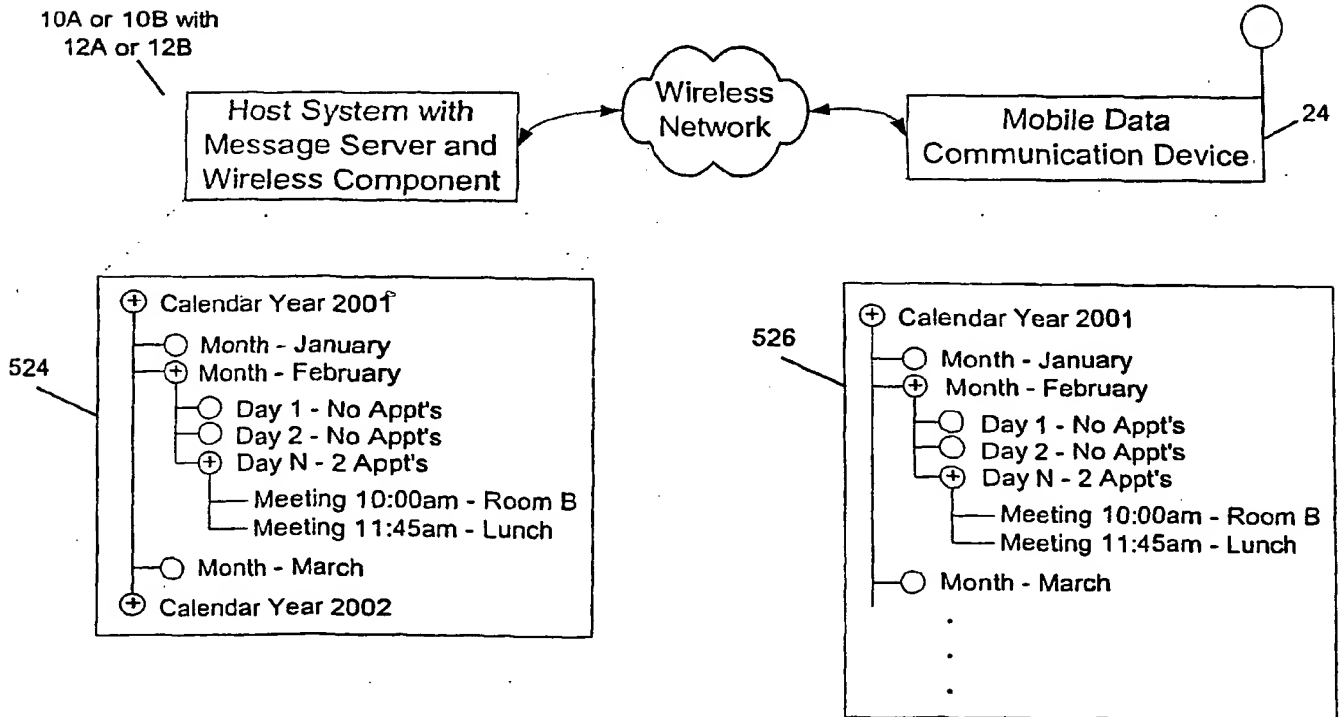 10A or 10B with
12A or 12B
Host System with
Message Server and
Wireless Component
Wireless
Network
Mobile Data
Communication Device
24
524
Calendar Year 2001
Month - January
Month - February
Day 1 - No Appt's
Day 2 - No Appt's
Day N - 2 Appt's
Meeting 10:00am - Room B
Meeting 11:45am - Lunch
Month - March
Calendar Year 2002
526
Calendar Year 2001
Month - January
Month - February
Day 1 - No Appt's
Day 2 - No Appt's
Day N - 2 Appt's
Meeting 10:00am - Room B
Meeting 11:45am - Lunch
Month - March